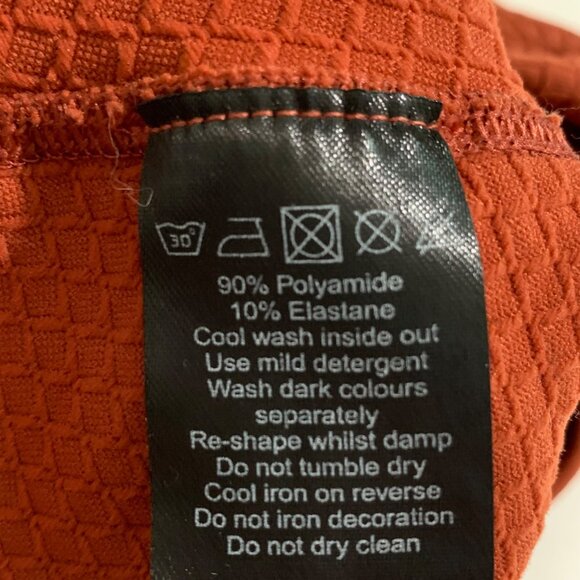 30°
90% Polyamide
10% Elastane
Cool wash inside out
Use mild detergent
Wash dark colours
separately
Re-shape whilst damp
Do not tumble dry
Cool iron on reverse
Do not iron decoration
Do not dry clean